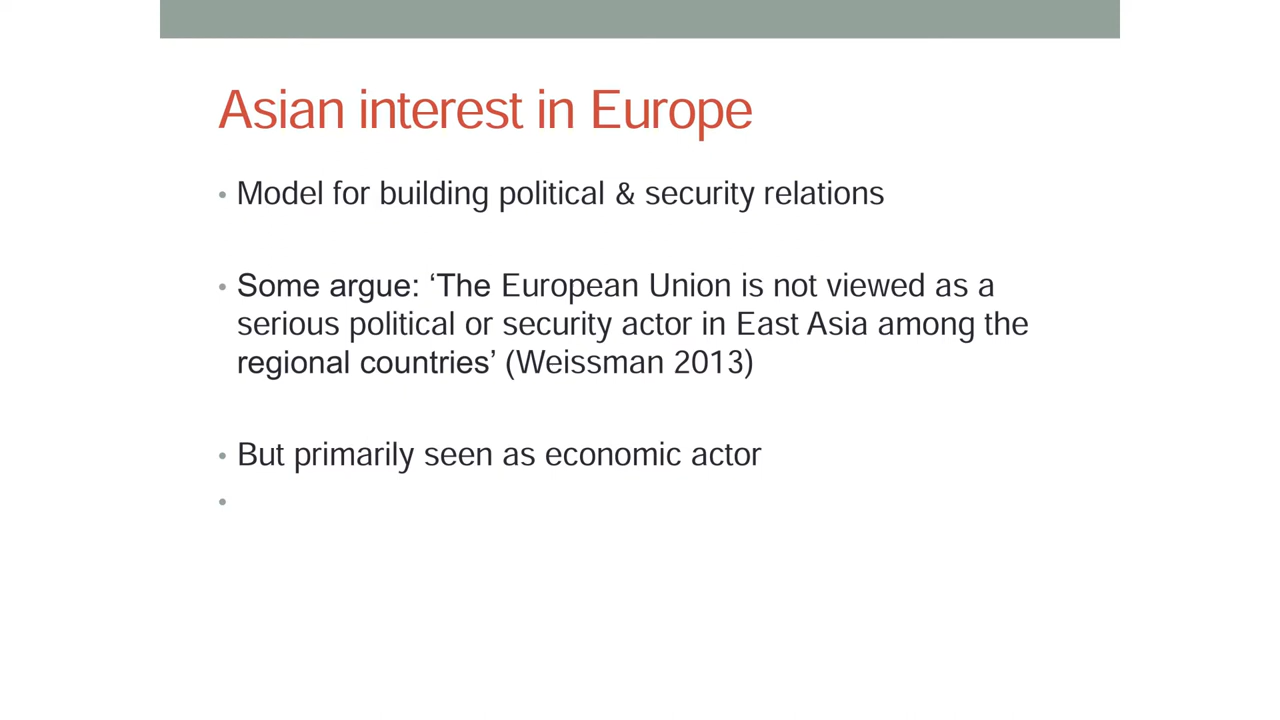 Asian interest in Europe
• Model for building political & security relations
• Some argue: ‘The European Union is not viewed as a
serious political or security actor in East Asia among the
regional countries’ (Weissman 2013)
• But primarily seen as economic actor
•